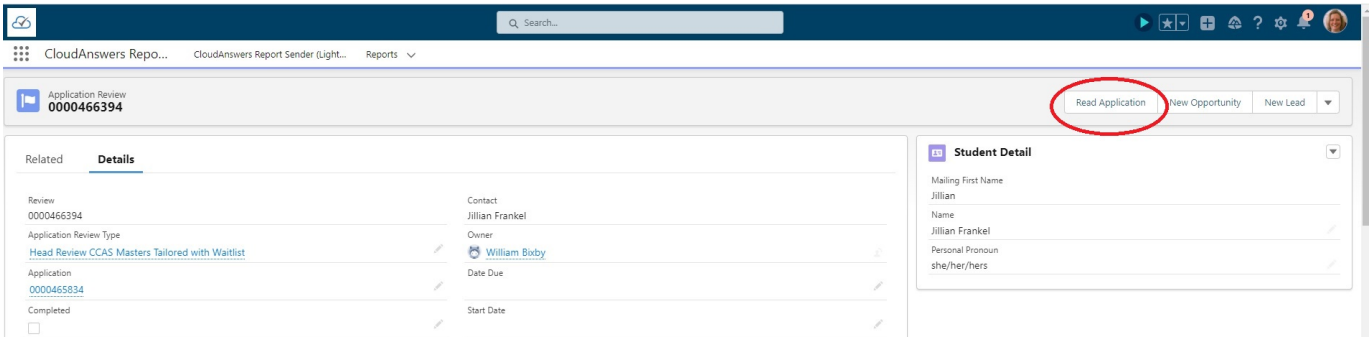 Search...
1
CloudAnswers Repo... CloudAnswers Report Sender (Light... Reports
Application Review
0000466394
Read Application New Opportunity New Lead
Related Details
Review
0000466394
Contact
Jillian Frankel
Application Review Type
Head Review CCAS Masters Tailored with Waitlist
Owner
William Bixby
Application
0000465834
Date Due
Completed
Start Date
Student Detail
Mailing First Name
Jillian
Name
Jillian Frankel
Personal Pronoun
she/her/hers